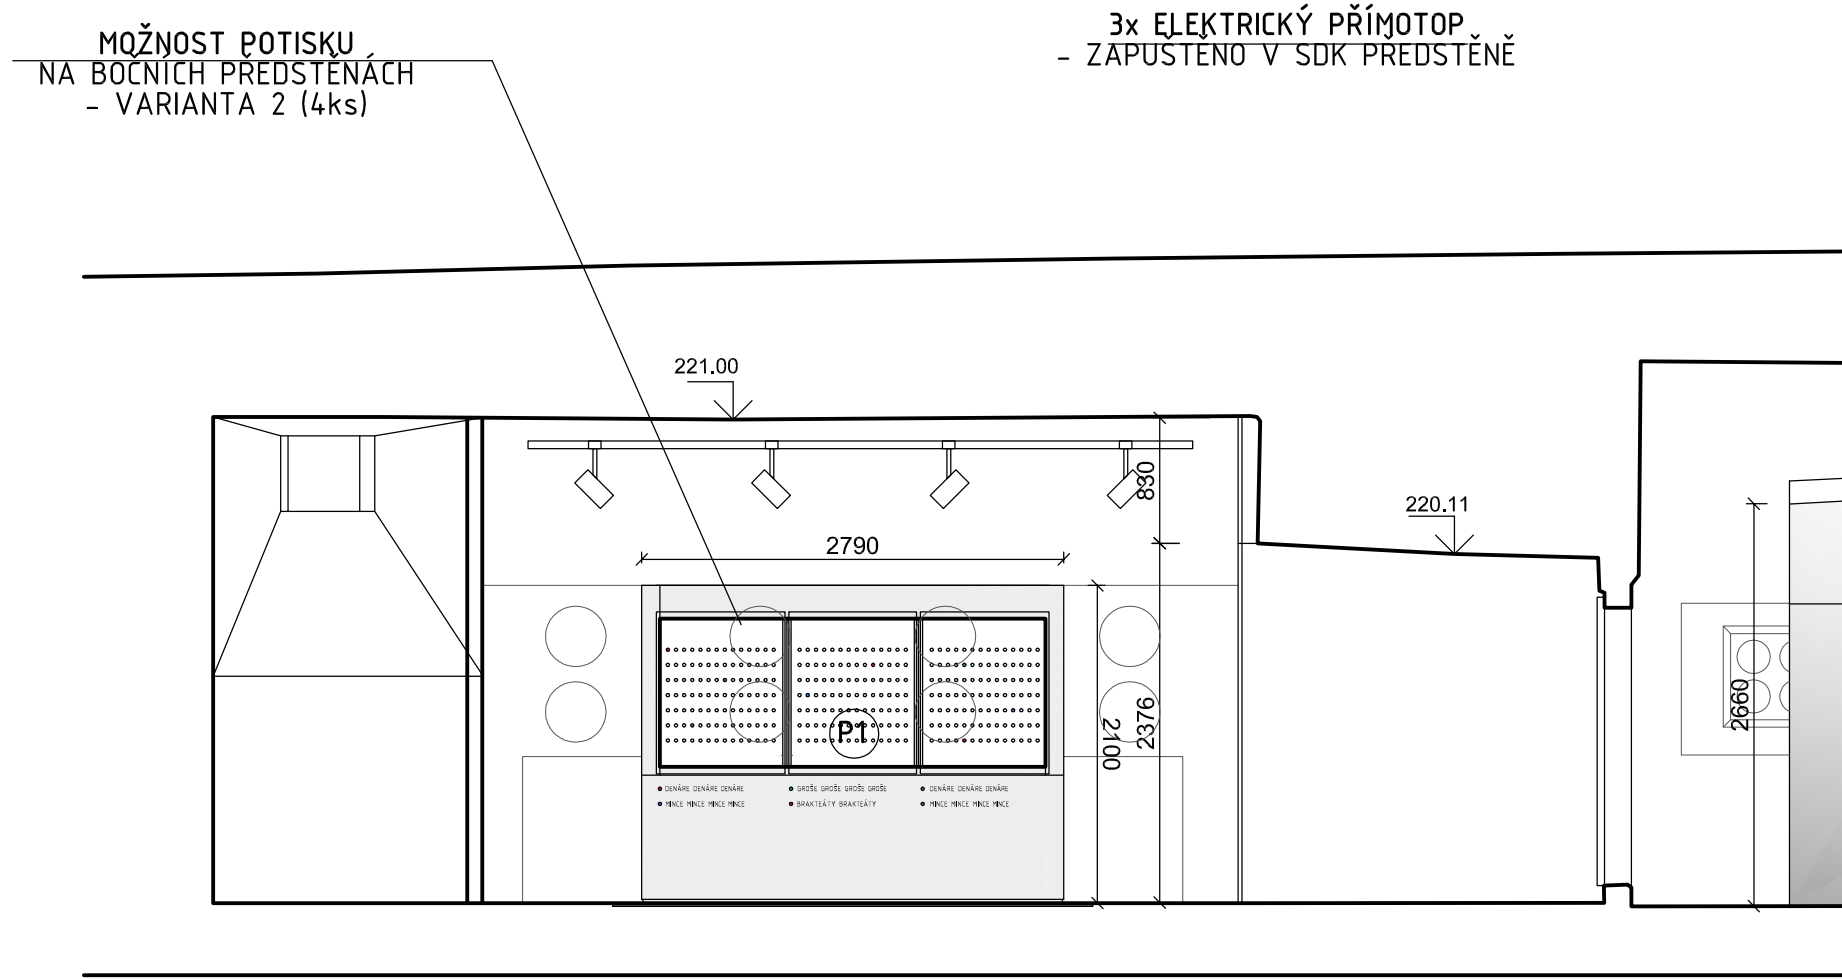 MOŽNOST POTISKU
NA BOČNÍCH PŘEDSTĚNÁCH
- VARIANTA 2 (4ks)
3x ELEKTRICKÝ PŘÍMOTOP
- ZAPUŠTĚNO V SDK PŘEDSTĚNĚ
221.00
830
220.11
2790
2660
2376
2100
P1
DENÁRE DENÁRE DENÁRE
MINCE MINCE MINCE MINCE
GROŠE GROŠE GROŠE GROŠE
BRAKTEÁTY BRAKTEÁTY
DENÁRE DENÁRE DENÁRE
MINCE MINCE MINCE MINCE